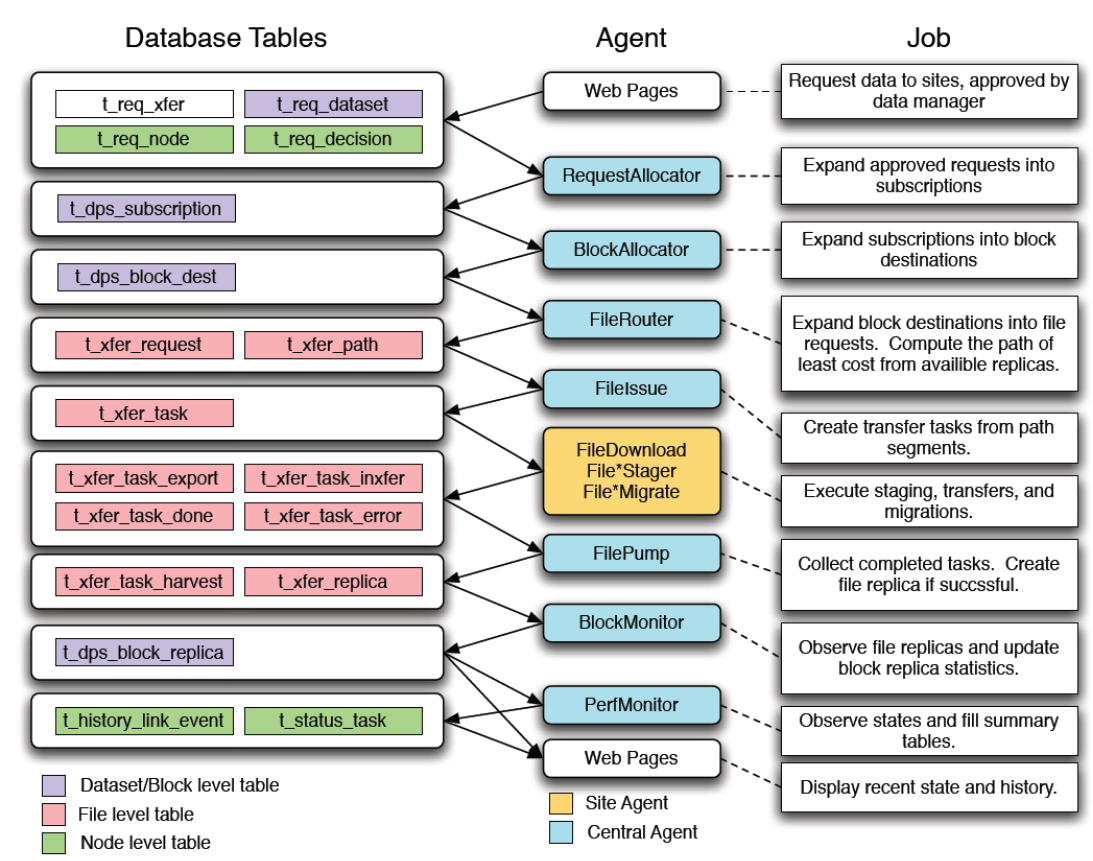 Database Tables
Agent
Job
t_req_xfer
t_req_dataset
t_req_node
t_req_decision
Web Pages
Request data to sites, approved by
data manager
RequestAllocator
Expand approved requests into
subscriptions
t_dps_subscription
BlockAllocator
Expand subscriptions into block
destinations
t_dps_block_dest
FileRouter
Expand block destinations into file
requests. Compute the path of
least cost from availible replicas.
t_xfer_request
t_xfer_path
FileIssue
Create transfer tasks from path
segments.
t_xfer_task
FileDownload
File*Stager
File*Migrate
Execute staging, transfers, and
migrations.
t_xfer_task_export
t_xfer_task_inxfer
t_xfer_task_done
t_xfer_task_error
FilePump
Collect completed tasks. Create
file replica if succssful.
t_xfer_task_harvest
t_xfer_replica
BlockMonitor
Observe file replicas and update
block replica statistics.
t_dps_block_replica
PerfMonitor
Observe states and fill summary
tables.
t_history_link_event
t_status_task
Web Pages
Display recent state and history.
Dataset/Block level table
File level table
Node level table
Site Agent
Central Agent